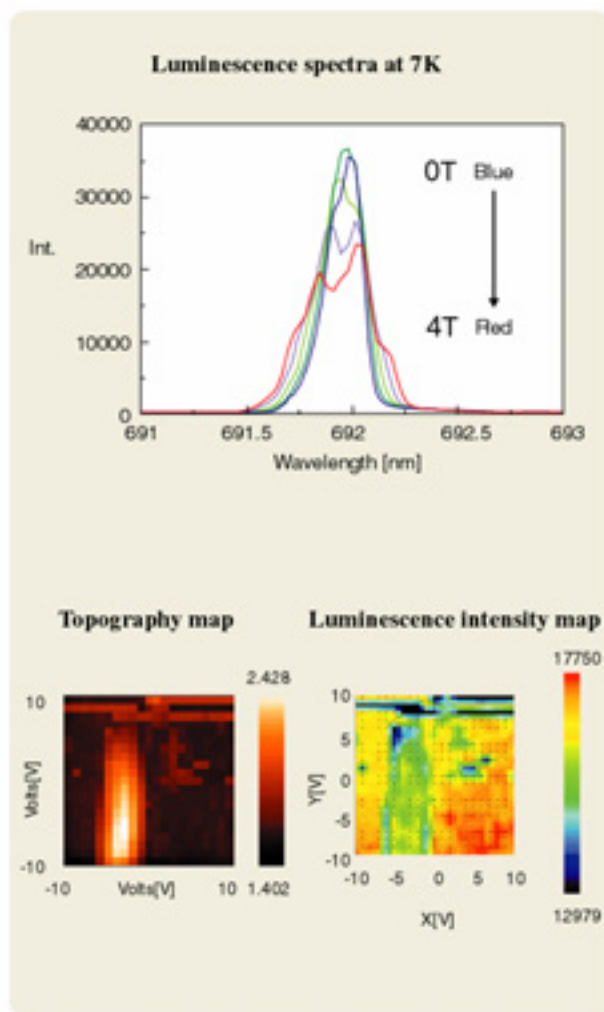 Luminescence spectra at 7K
40000
30000
20000
10000
0
Int.
0T Blue
4T Red
691 691.5 692 692.5 693
Wavelength [nm]
Topography map
2.428
10
Volts[V]
-10
-10 Volts[V] 10 1.402
Luminescence intensity map
17750
10
5
0
-5
-10
Y[V]
-10 -5 0 5 10
X[V]
12979